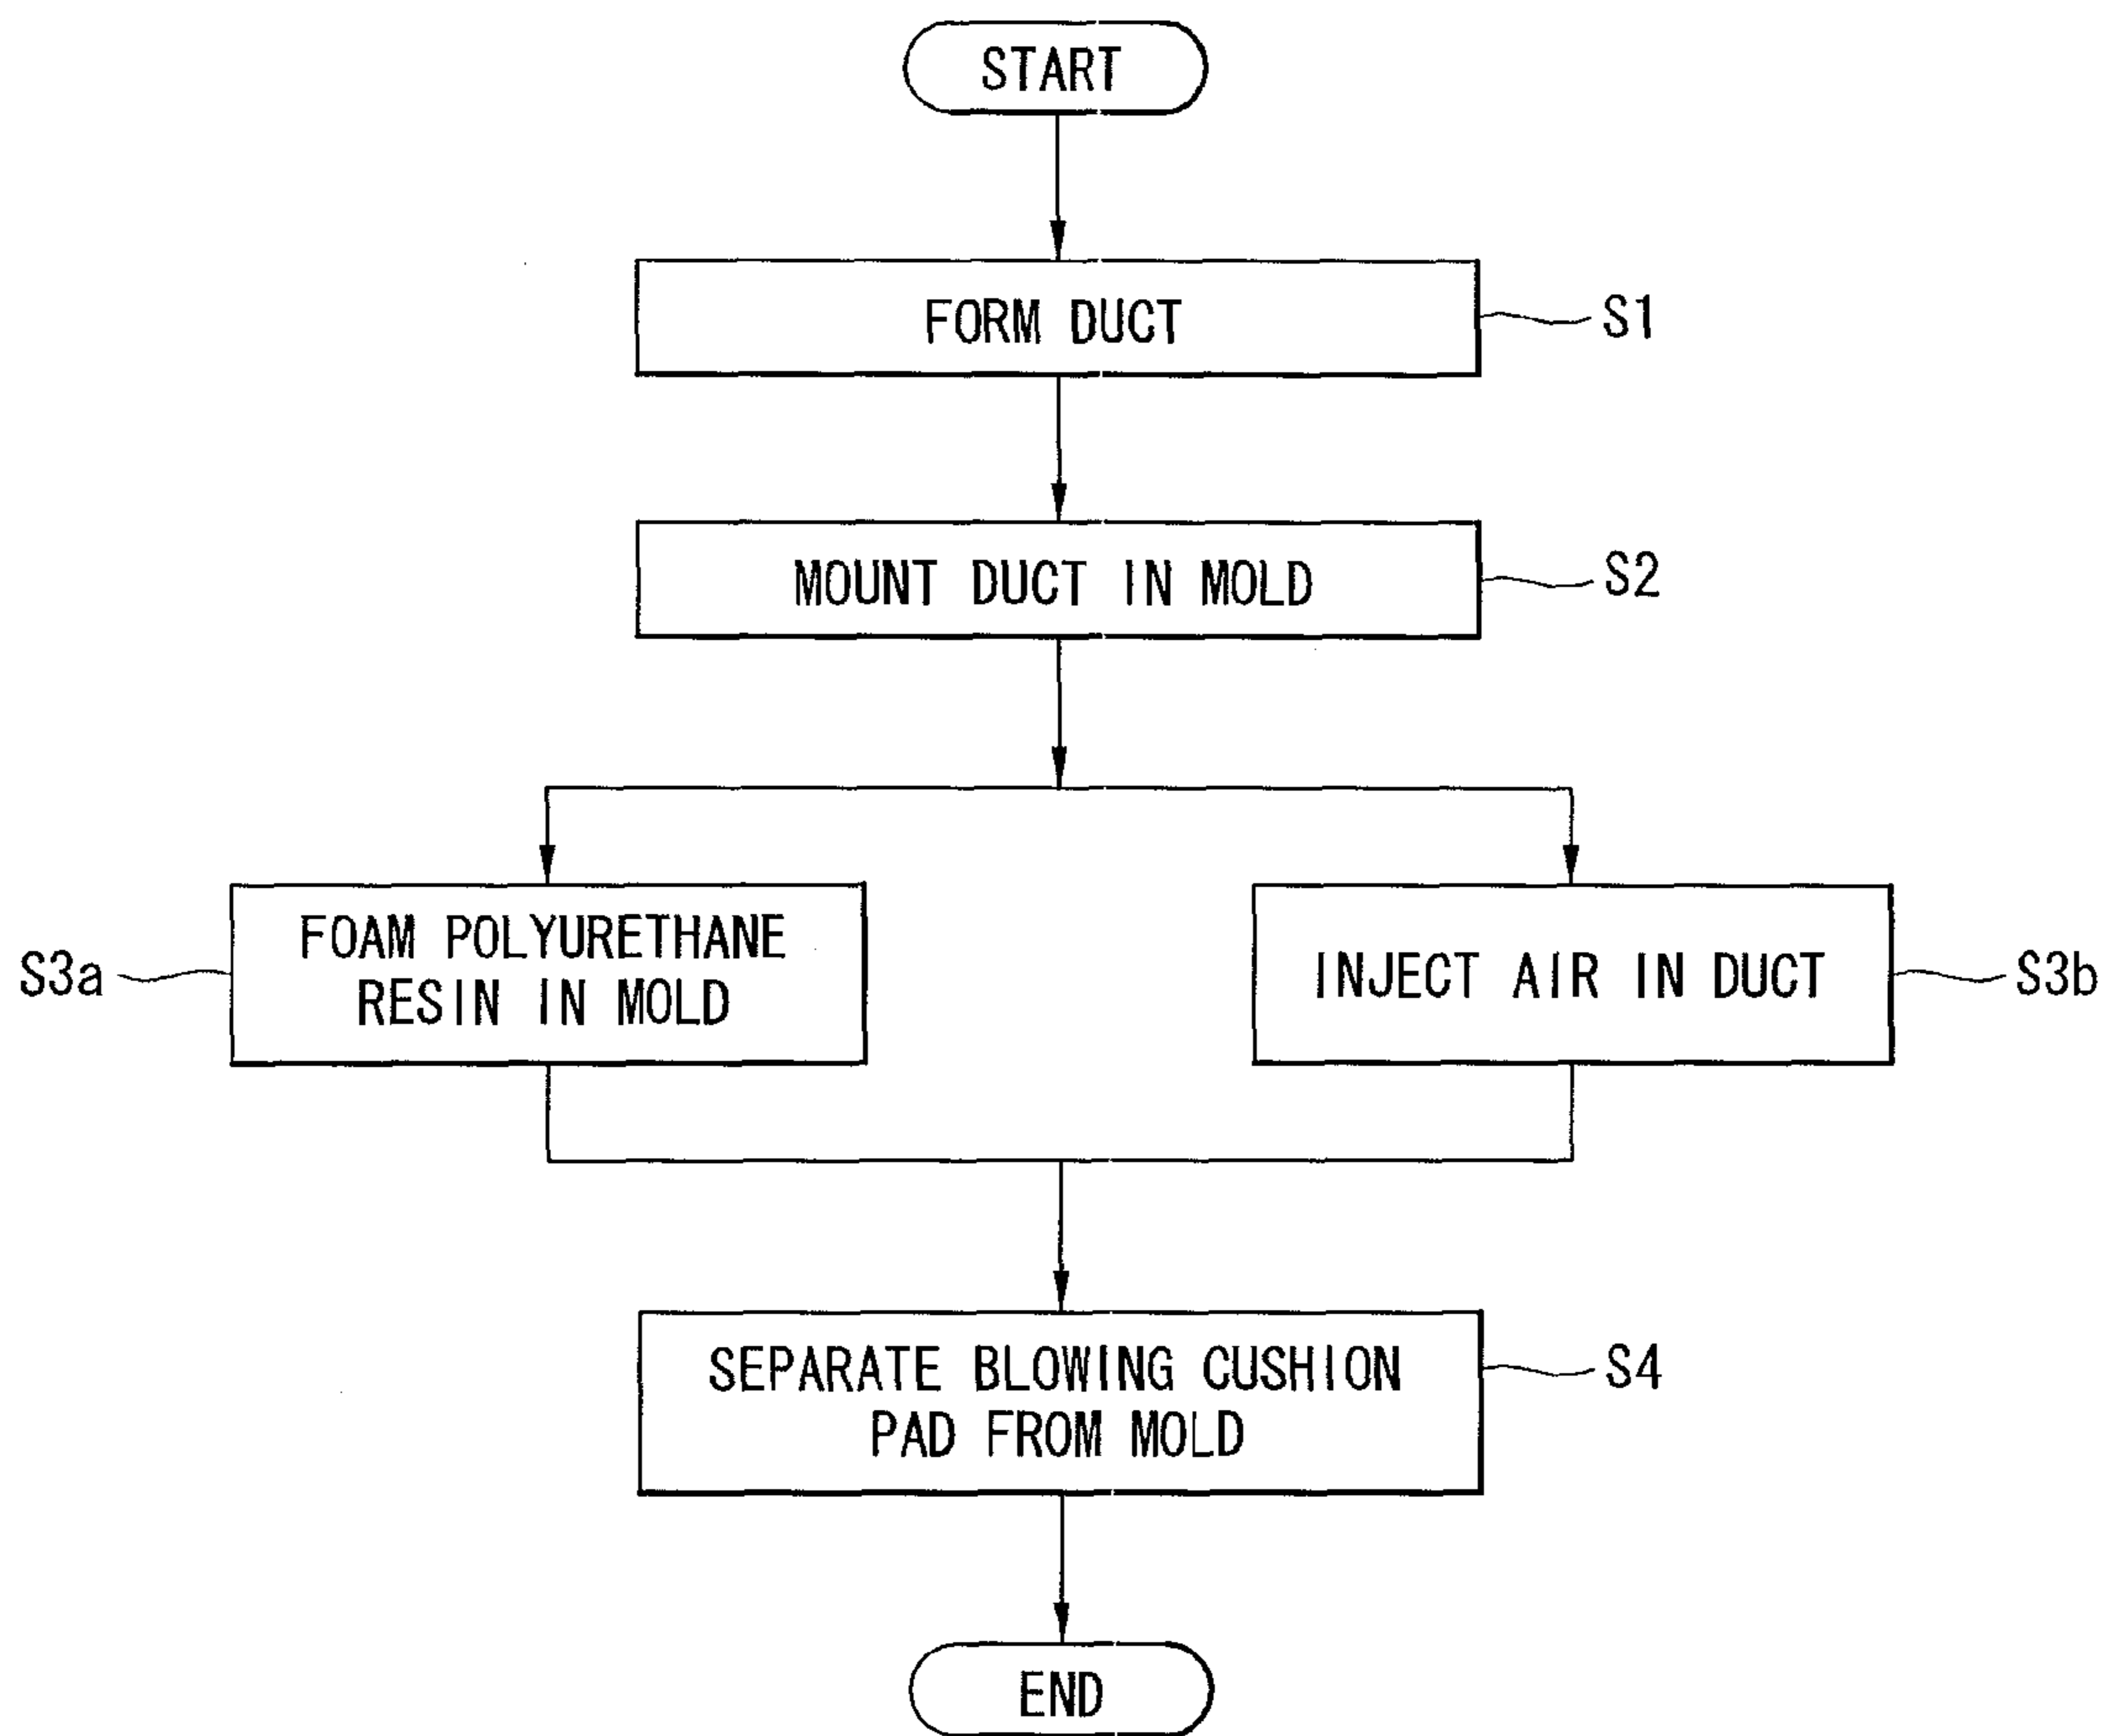 START
FORM DUCT
S1
MOUNT DUCT IN MOLD
S2
S3a
FOAM POLYURETHANE
RESIN IN MOLD
INJECT AIR IN DUCT
S3b
SEPARATE BLOWING CUSHION
PAD FROM MOLD
S4
END